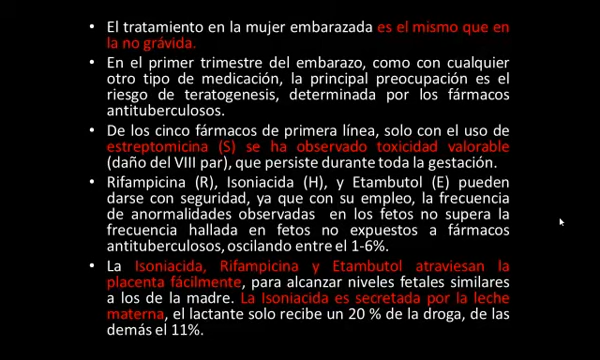 • El tratamiento en la mujer embarazada es el mismo que en
la no grávida.
• En el primer trimestre del embarazo, como con cualquier
otro tipo de medicación, la principal preocupación es el
riesgo de teratogenesis, determinada por los fármacos
antituberculosos.
• De los cinco fármacos de primera línea, solo con el uso de
estreptomicina (S) se ha observado toxicidad valorable
(daño del VIII par), que persiste durante toda la gestación.
• Rifampicina (R), Isoniacida (H), y Etambutol (E) pueden
darse con seguridad, ya que con su empleo, la frecuencia
de anormalidades observadas en los fetos no supera la
frecuencia hallada en fetos no expuestos a fármacos
antituberculosos, oscilando entre el 1-6%.
• La Isoniacida, Rifampicina y Etambutol atraviesan la
placenta fácilmente, para alcanzar niveles fetales similares
a los de la madre. La Isoniacida es secretada por la leche
materna, el lactante solo recibe un 20 % de la droga, de las
demás el 11%.